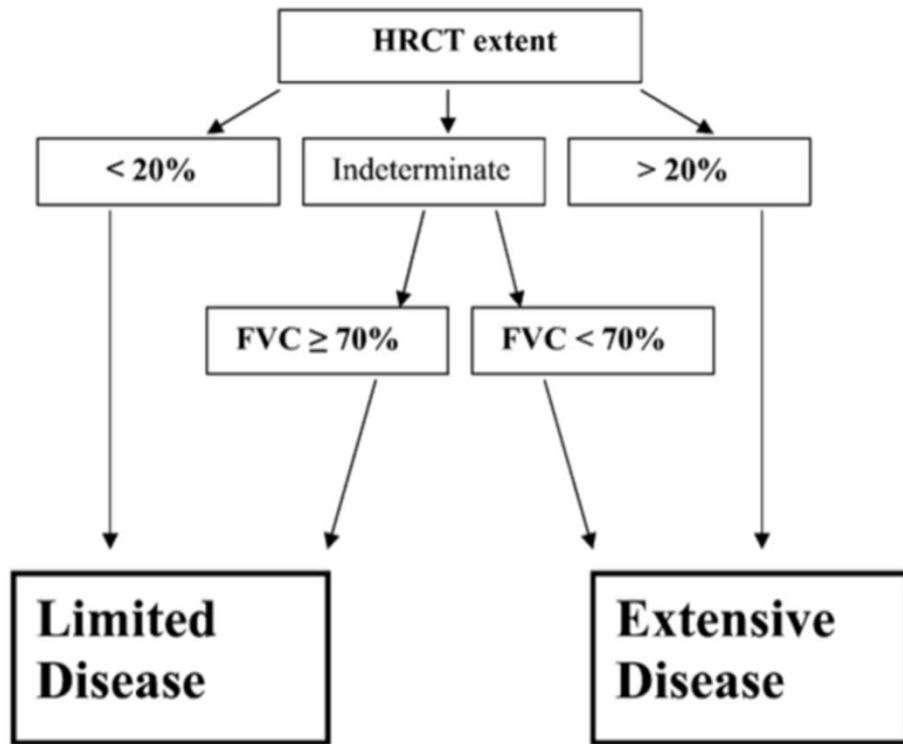 HRCT extent
< 20%
Indeterminate
> 20%
FVC ≥ 70%
FVC < 70%
Limited
Disease
Extensive
Disease